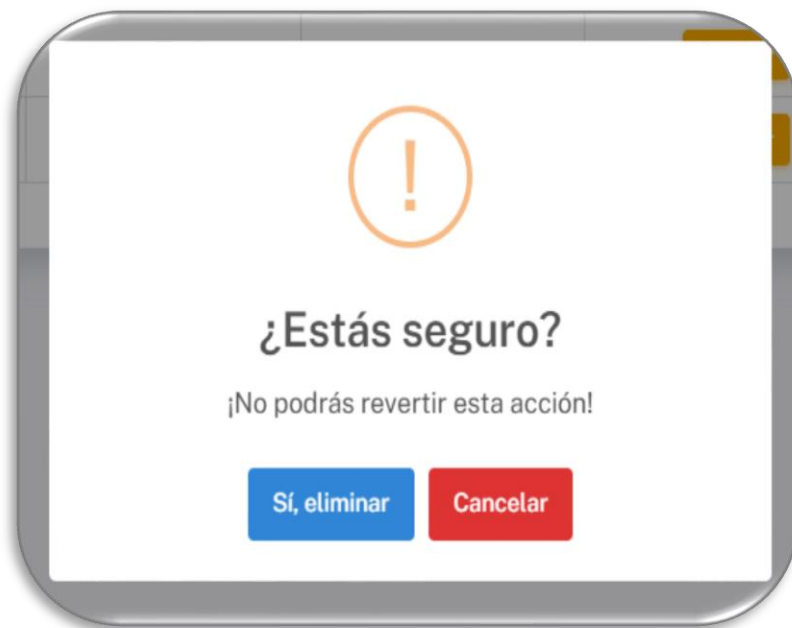 !
¿Estás seguro?
¡No podrás revertir esta acción!
Sí, eliminar Cancelar